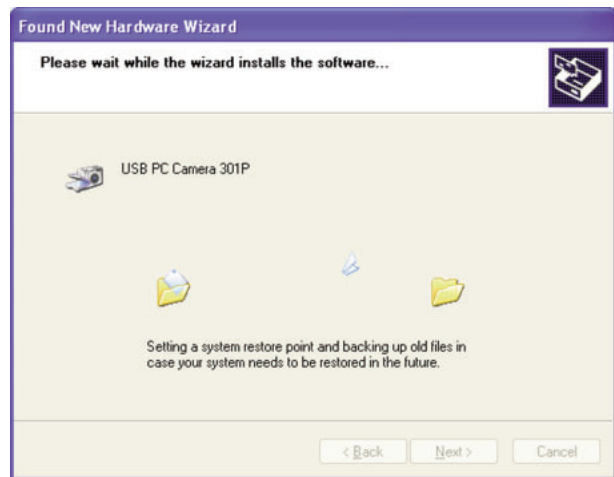 Found New Hardware Wizard
Please wait while the wizard installs the software...
USB PC Camera 301P
Setting a system restore point and backing up old files in
case your system needs to be restored in the future.
< Back
Next >
Cancel